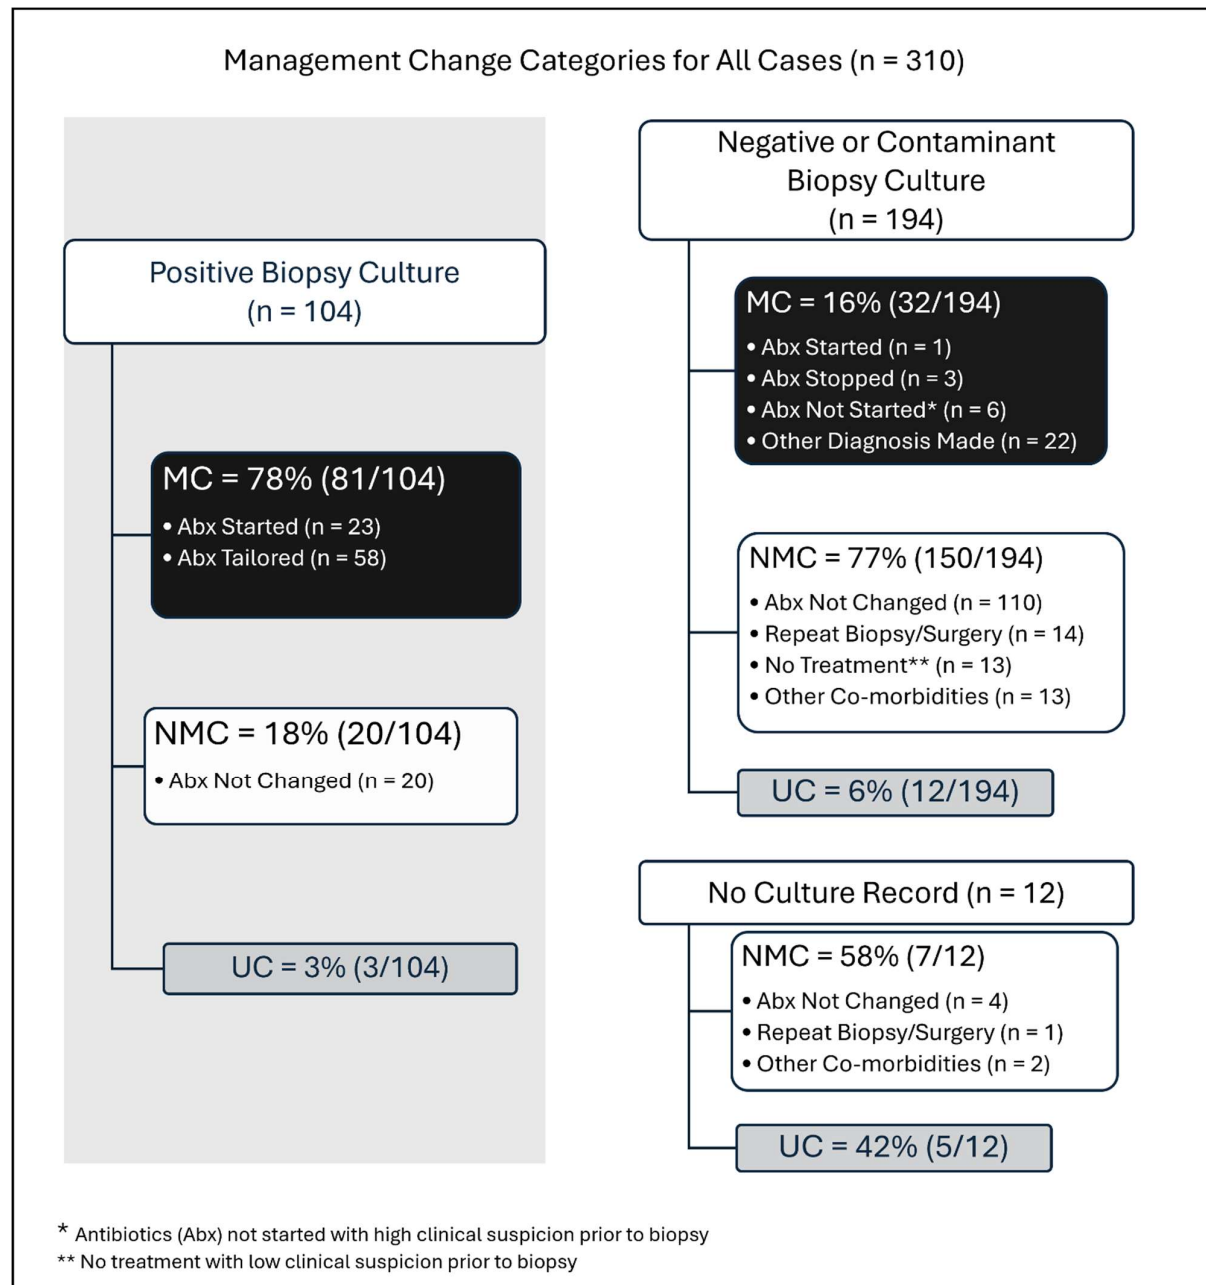 Management Change Categories for All Cases (n = 310)
Positive Biopsy Culture
(n = 104)
MC = 78% (81/104)
• Abx Started (n = 23)
• Abx Tailored (n = 58)
NMC = 18% (20/104)
• Abx Not Changed (n = 20)
UC = 3% (3/104)
Negative or Contaminant
Biopsy Culture
(n = 194)
MC = 16% (32/194)
• Abx Started (n = 1)
• Abx Stopped (n = 3)
• Abx Not Started* (n = 6)
• Other Diagnosis Made (n = 22)
NMC = 77% (150/194)
• Abx Not Changed (n = 110)
• Repeat Biopsy/Surgery (n = 14)
• No Treatment** (n = 13)
• Other Co-morbidities (n = 13)
UC = 6% (12/194)
No Culture Record (n = 12)
NMC = 58% (7/12)
• Abx Not Changed (n = 4)
• Repeat Biopsy/Surgery (n = 1)
• Other Co-morbidities (n = 2)
UC = 42% (5/12)
* Antibiotics (Abx) not started with high clinical suspicion prior to biopsy
** No treatment with low clinical suspicion prior to biopsy